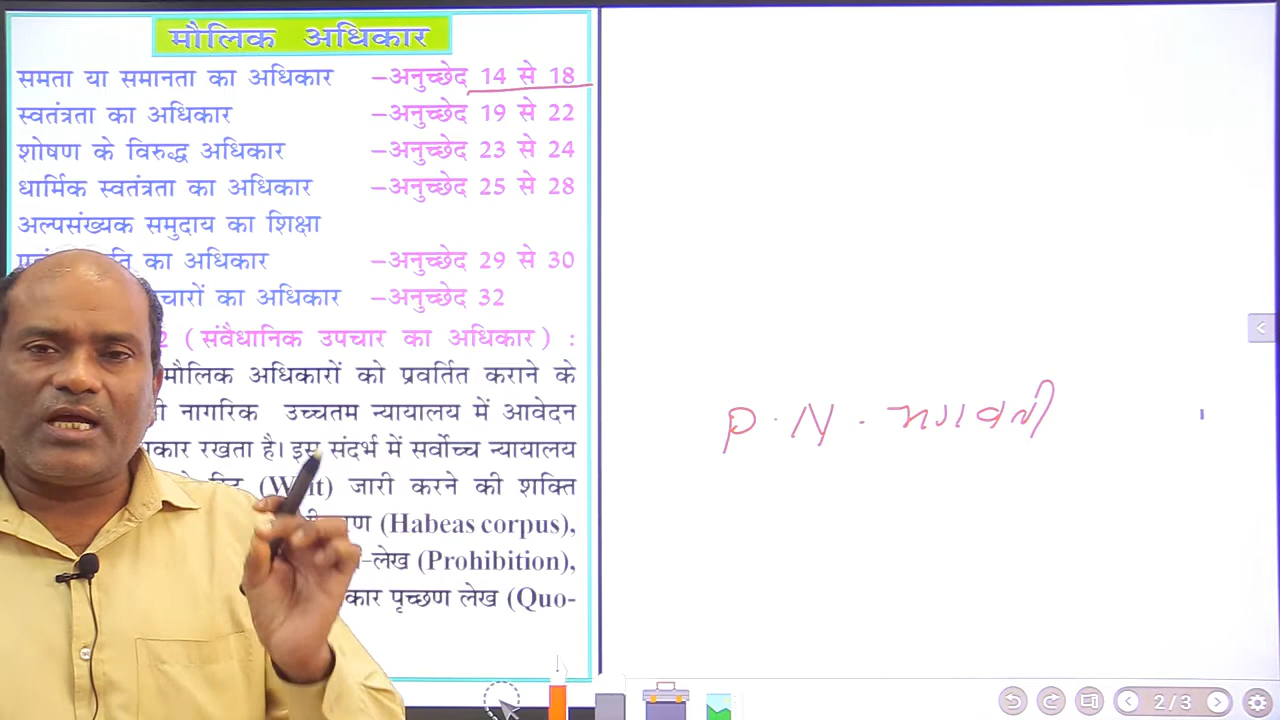 मौलिक अधिकार
समता या समानता का अधिकार –अनुच्छेद 14 से 18
स्वतंत्रता का अधिकार –अनुच्छेद 19 से 22
शोषण के विरुद्ध अधिकार –अनुच्छेद 23 से 24
धार्मिक स्वतंत्रता का अधिकार –अनुच्छेद 25 से 28
अल्पसंख्यक समुदाय का शिक्षा
का अधिकार –अनुच्छेद 29 से 30
का अधिकार –अनुच्छेद 32
2 (संवैधानिक उपचार का अधिकार) :
मौलिक अधिकारों को प्रवर्तित कराने के
नागरिक उच्चतम न्यायालय में आवेदन
रखता है। इस संदर्भ में सर्वोच्च न्यायालय
जारी करने की शक्ति
(Habeas corpus),
-लेख (Prohibition),
पृच्छण लेख (Quo-
P. N. भगवती
2/3